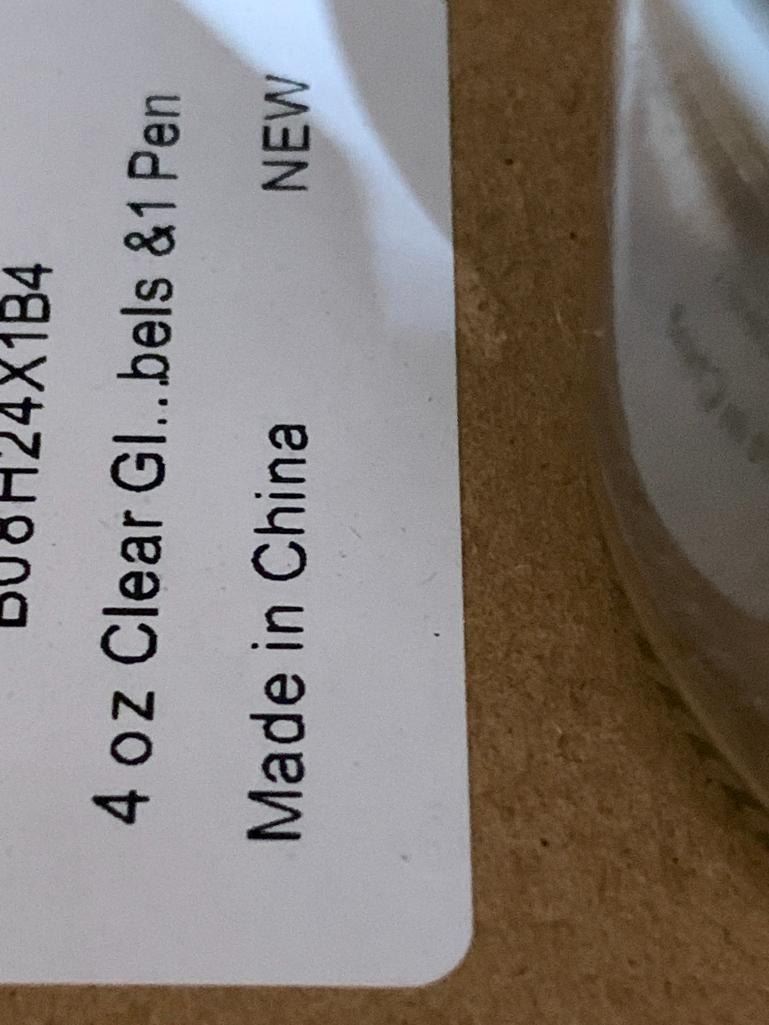 B08H24X1B4
4 oz Clear Gl...bels &1 Pen
Made in China NEW